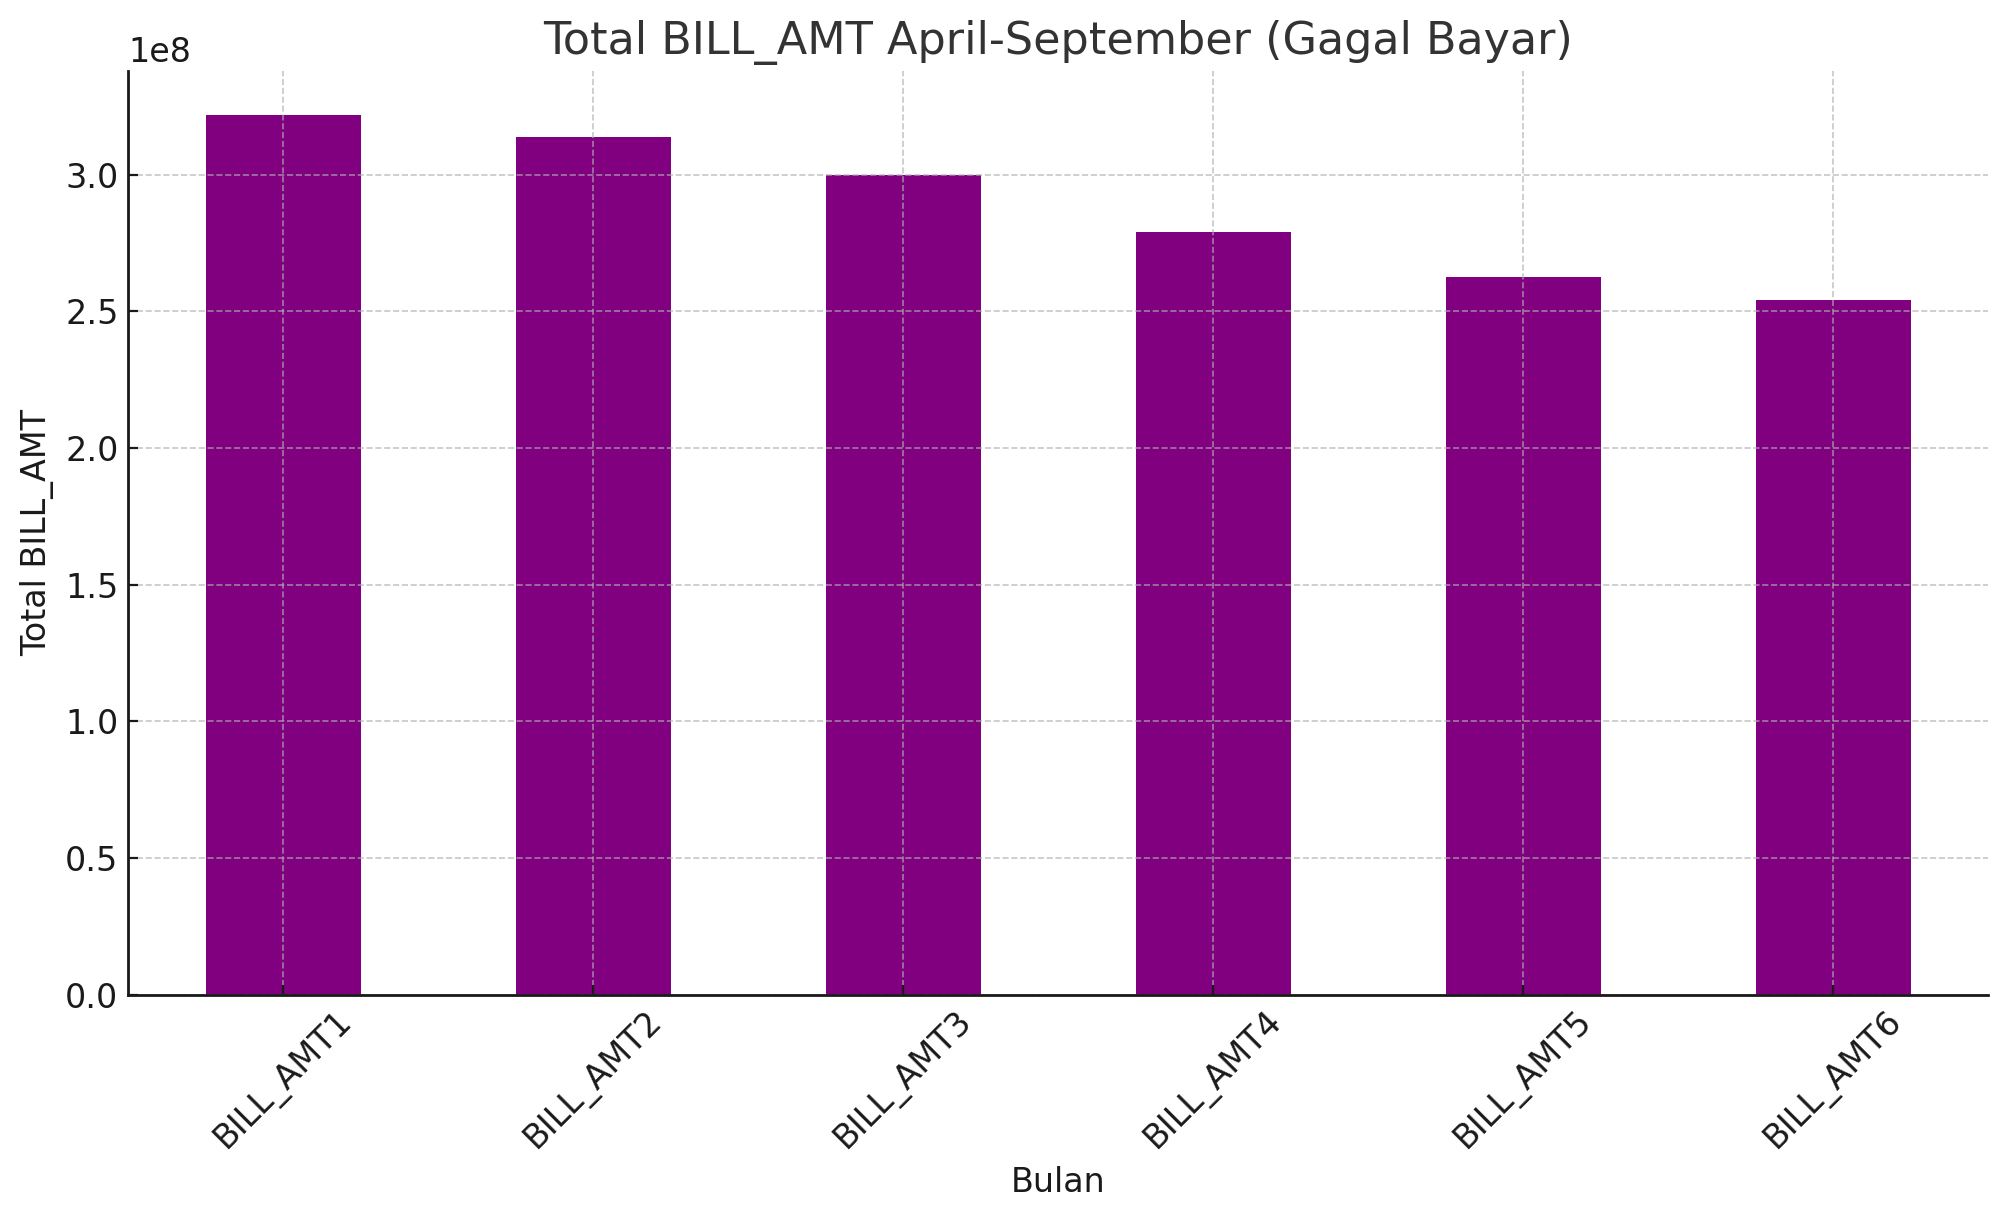 Total BILL_AMT April-September (Gagal Bayar)
1e8
3.0
2.5
2.0
1.5
1.0
0.5
0.0
Total BILL_AMT
BILL_AMT1
BILL_AMT2
BILL_AMT3
BILL_AMT4
BILL_AMT5
BILL_AMT6
Bulan